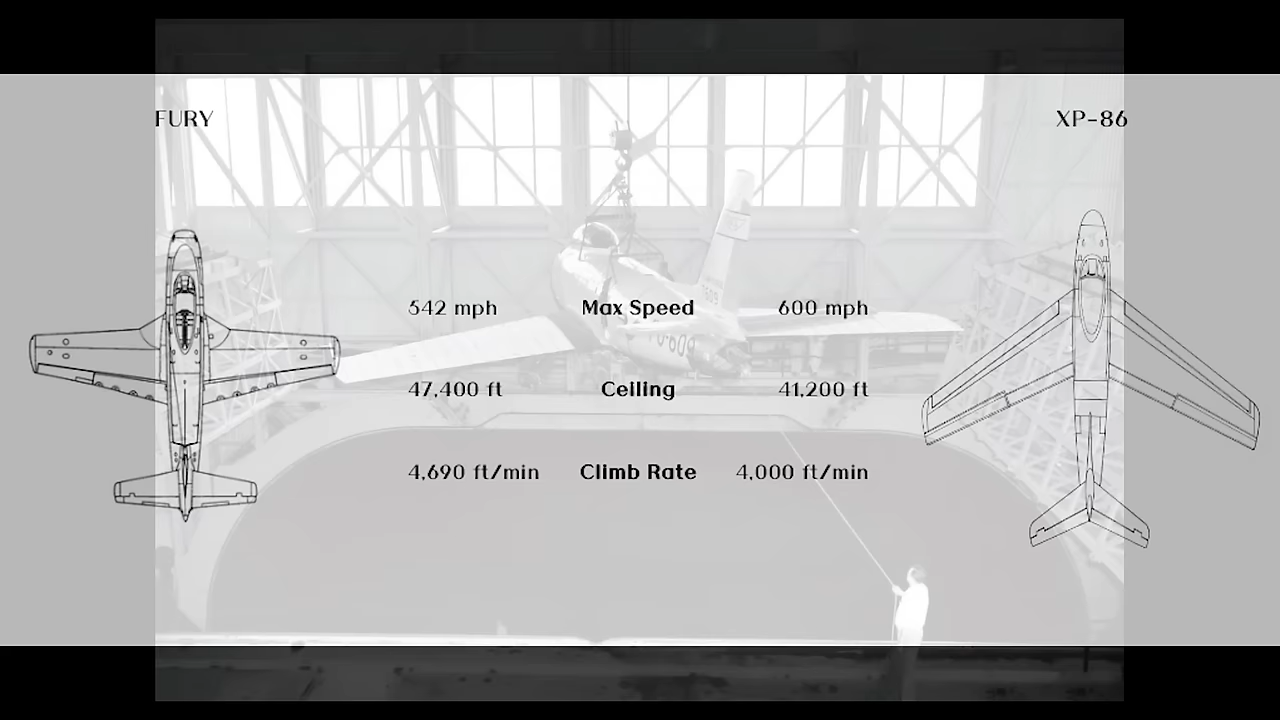 FURY XP-86
542 mph Max Speed 600 mph
47,400 ft Ceiling 41,200 ft
4,690 ft/min Climb Rate 4,000 ft/min